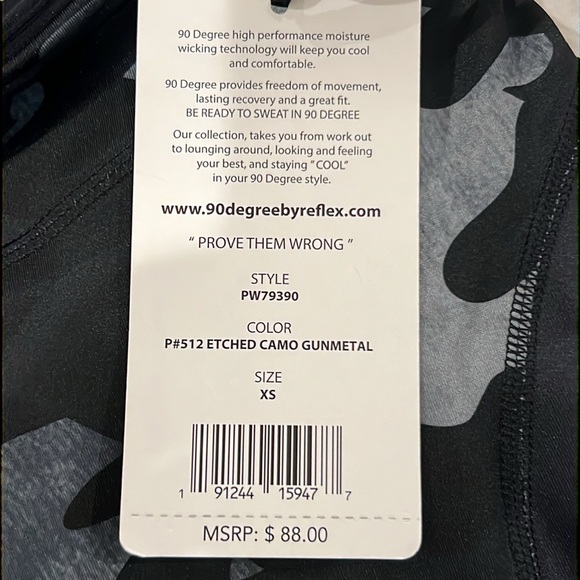 90 Degree high performance moisture
wicking technology will keep you cool
and comfortable.
90 Degree provides freedom of movement,
lasting recovery and a great fit.
BE READY TO SWEAT IN 90 DEGREE
Our collection, takes you from work out
to lounging around, looking and feeling
your best, and staying "COOL"
in your 90 Degree style.
www.90degreebyreflex.com
" PROVE THEM WRONG "
STYLE
PW79390
COLOR
P#512 ETCHED CAMO GUNMETAL
SIZE
XS
1 91244 15947 7
MSRP: $ 88.00